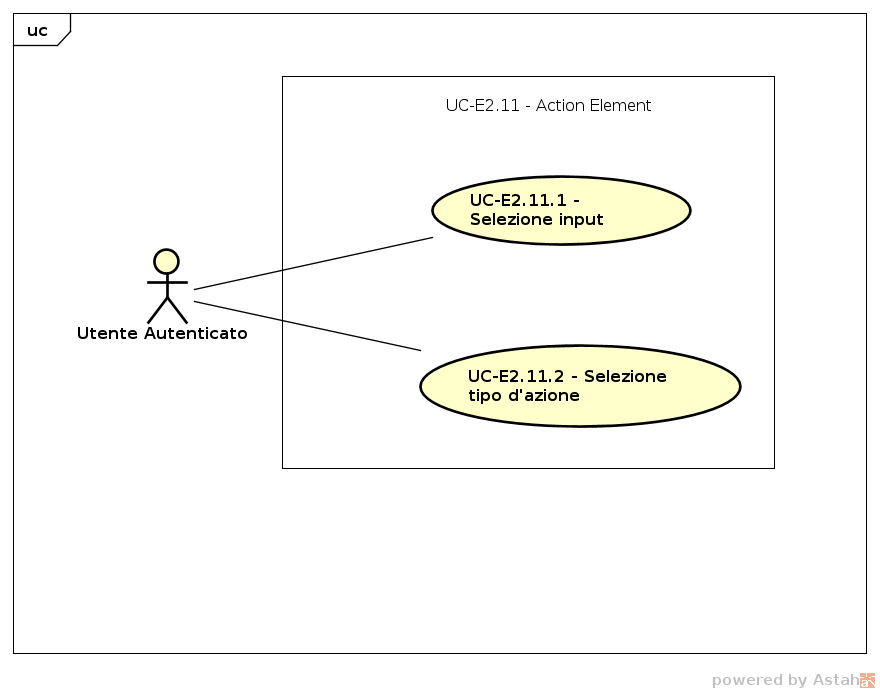 uc
UC-E2.11 - Action Element
UC-E2.11.1 -
Selezione input
Utente Autenticato
UC-E2.11.2 - Selezione
tipo d'azione
powered by Astah